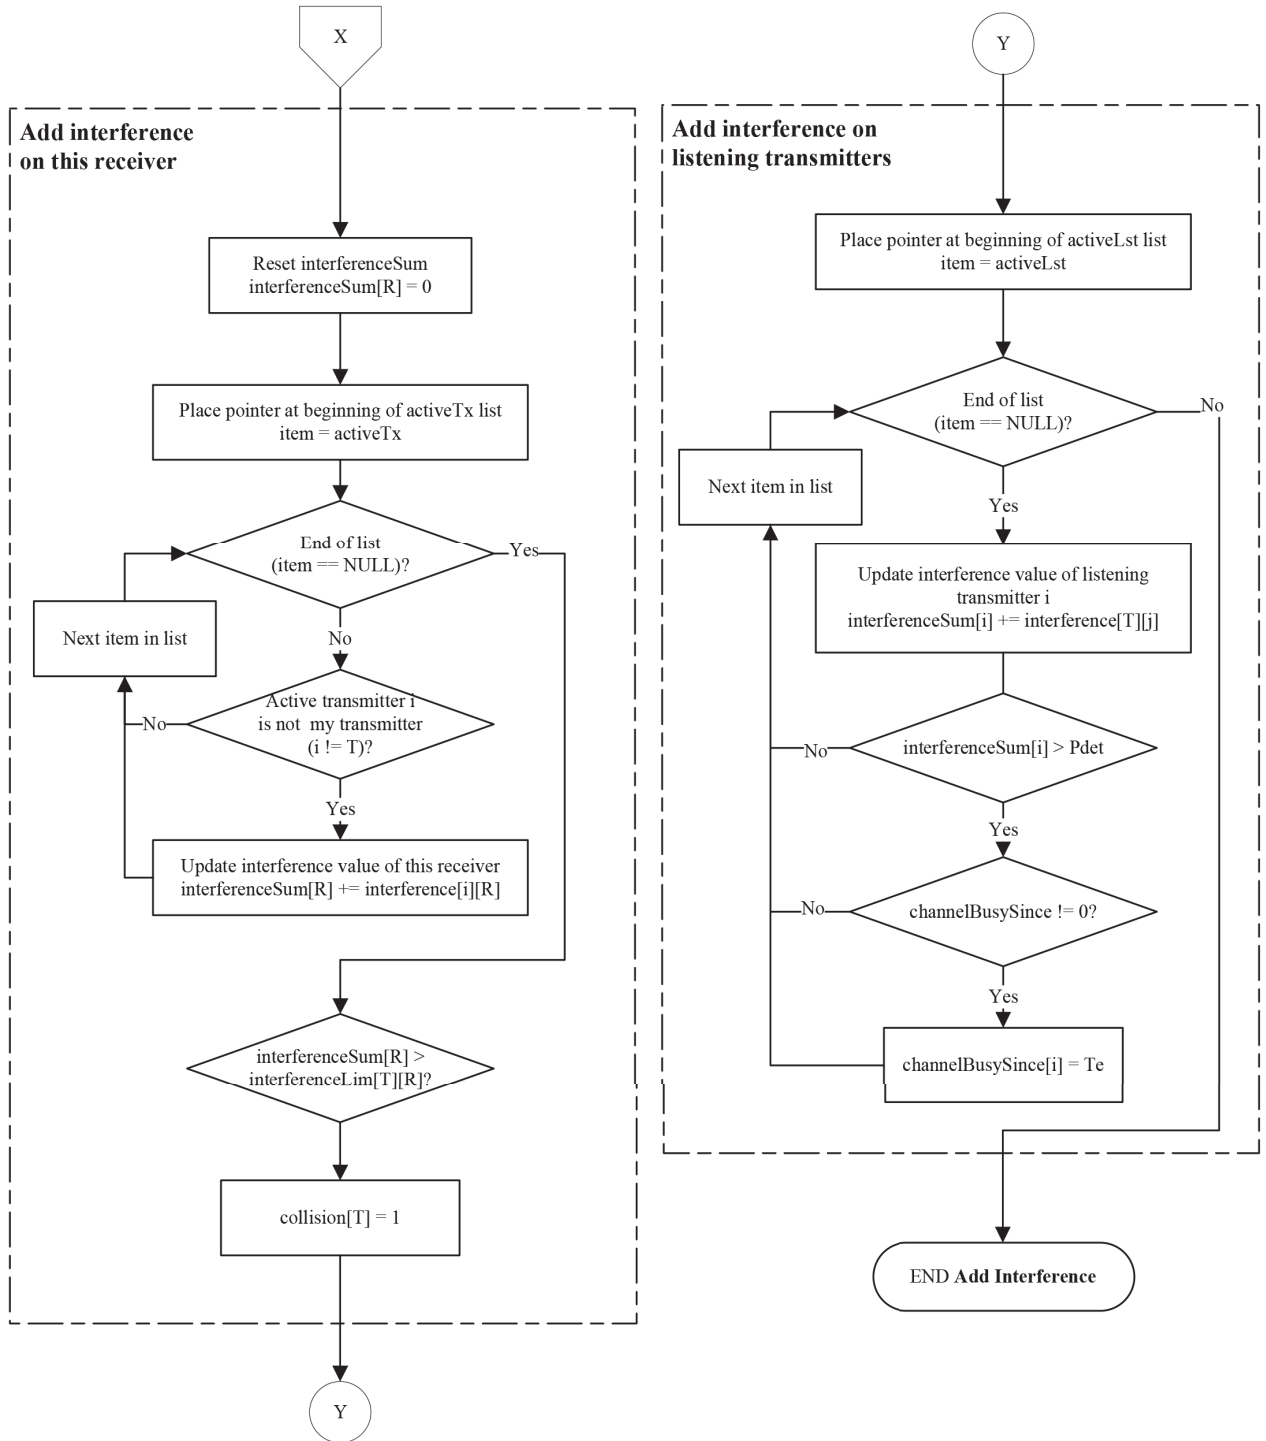 X
Add interference
on this receiver
Reset interferenceSum
interferenceSum[R] = 0
Place pointer at beginning of activeTx list
item = activeTx
End of list
(item == NULL)?
Yes
Next item in list
No
Active transmitter i
is not my transmitter
(i != T)?
No
Yes
Update interference value of this receiver
interferenceSum[R] += interference[i][R]
interferenceSum[R] >
interferenceLim[T][R]?
collision[T] = 1
Y
Y
Add interference on
listening transmitters
Place pointer at beginning of activeLst list
item = activeLst
End of list
(item == NULL)?
No
Next item in list
Yes
Update interference value of listening
transmitter i
interferenceSum[i] += interference[T][j]
interferenceSum[i] > Pdet
No
Yes
channelBusySince != 0?
No
Yes
channelBusySince[i] = Te
END Add Interference